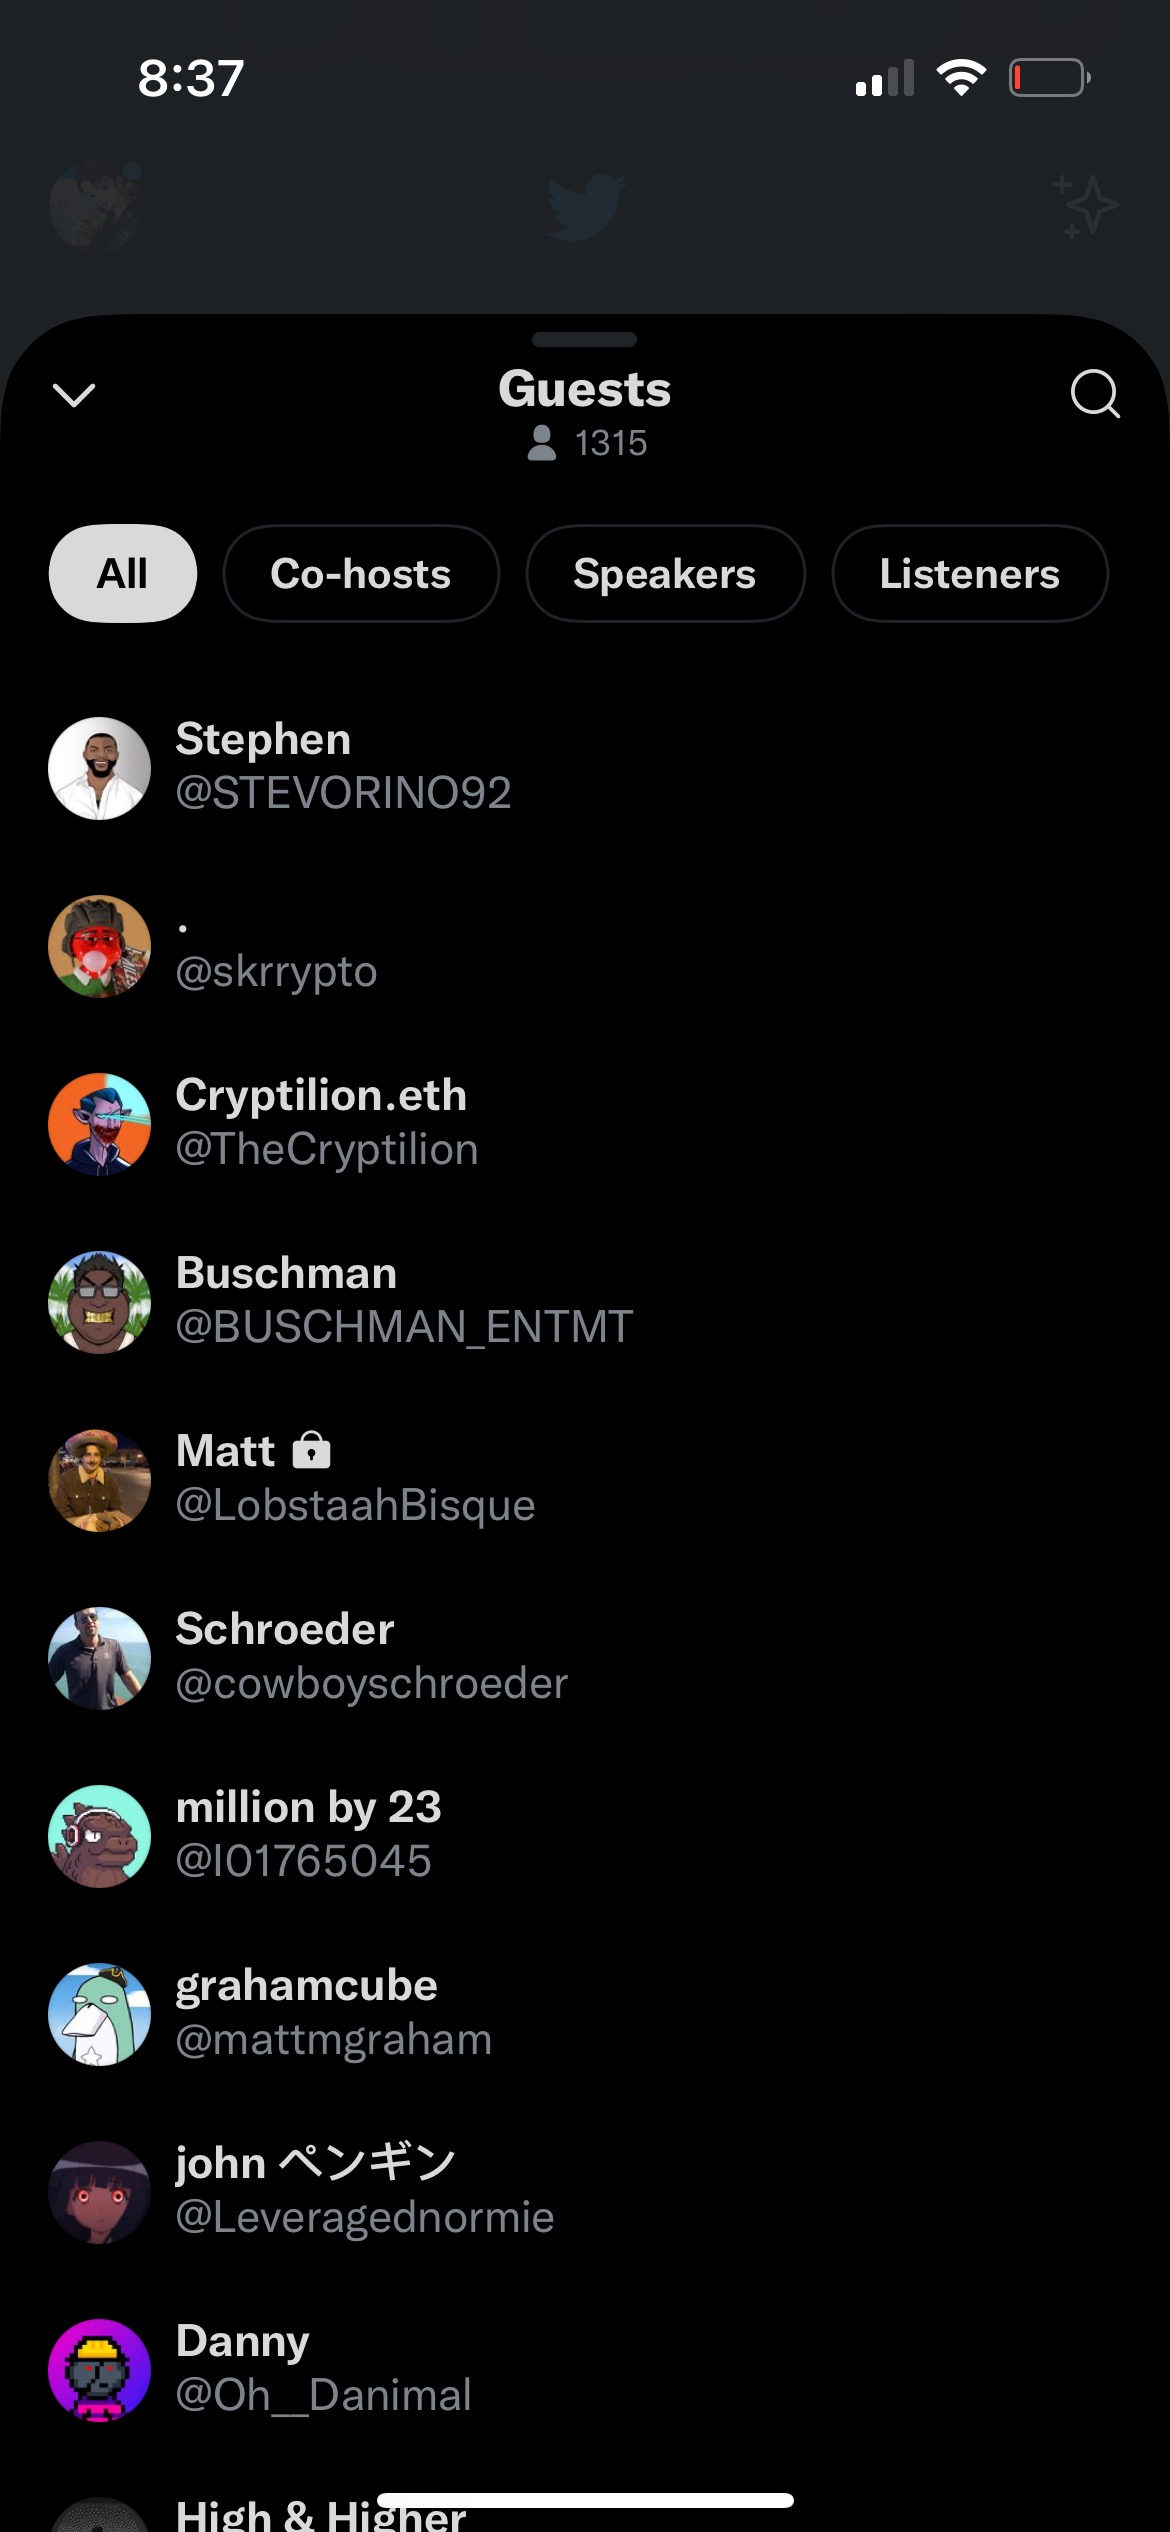 8:37
Guests
1315
All
Co-hosts
Speakers
Listeners
Stephen
@STEVORINO92
.
@skrrypto
Cryptilion.eth
@TheCryptilion
Buschman
@BUSCHMAN_ENTMT
Matt
@LobstaahBisque
Schroeder
@cowboyschroeder
million by 23
@I01765045
grahamcube
@mattmgraham
john ペンギン
@Leveragednormie
Danny
@Oh__Danimal
High & Higher